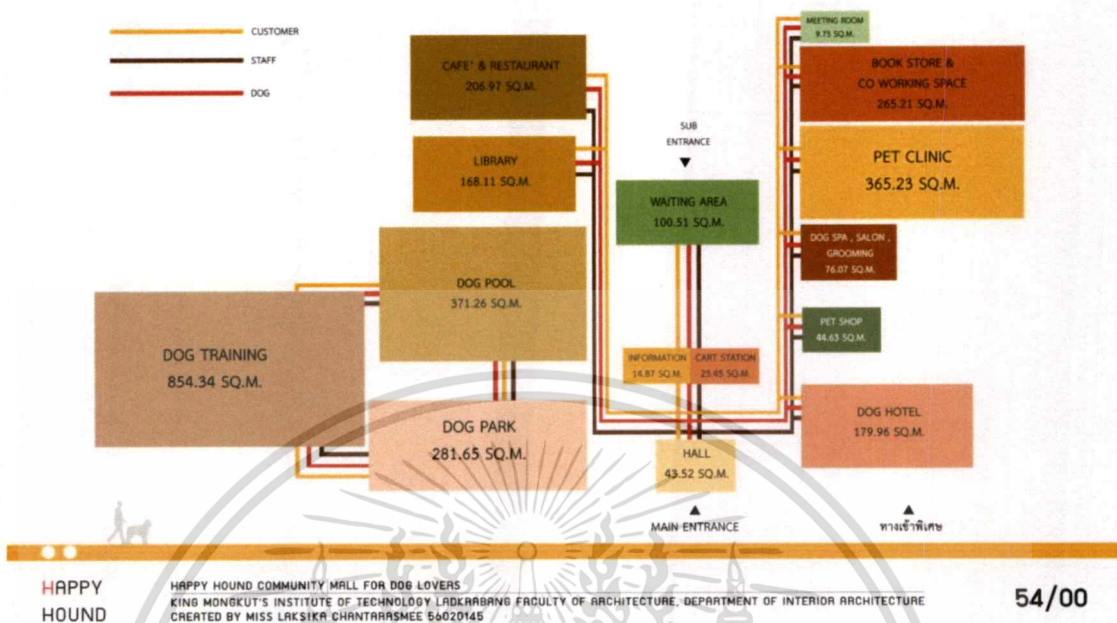 CUSTOMER
STAFF
DOG
CAFE' & RESTAURANT
206.97 SQ.M.
LIBRARY
168.11 SQ.M.
DOG POOL
371.26 SQ.M.
DOG TRAINING
854.34 SQ.M.
DOG PARK
281.65 SQ.M.
SUB
ENTRANCE
WAITING AREA
100.51 SQ.M.
INFORMATION
14.87 SQ.M.
CART STATION
23.45 SQ.M.
HALL
43.52 SQ.M.
MAIN ENTRANCE
MEETING ROOM
9.75 SQ.M.
BOOK STORE &
CO WORKING SPACE
265.21 SQ.M.
PET CLINIC
365.23 SQ.M.
DOG SPA , SALON ,
GROOMING
76.07 SQ.M.
PET SHOP
44.63 SQ.M.
DOG HOTEL
179.96 SQ.M.
ทางเข้าพิเศษ
HAPPY
HOUND
HAPPY HOUND COMMUNITY MALL FOR DOG LOVERS
KING MONGKUT'S INSTITUTE OF TECHNOLOGY LADKRABANG FACULTY OF ARCHITECTURE, DEPARTMENT OF INTERIOR ARCHITECTURE
CREATED BY MISS LAKSIKA CHANTARASMEE 56020145
54/00